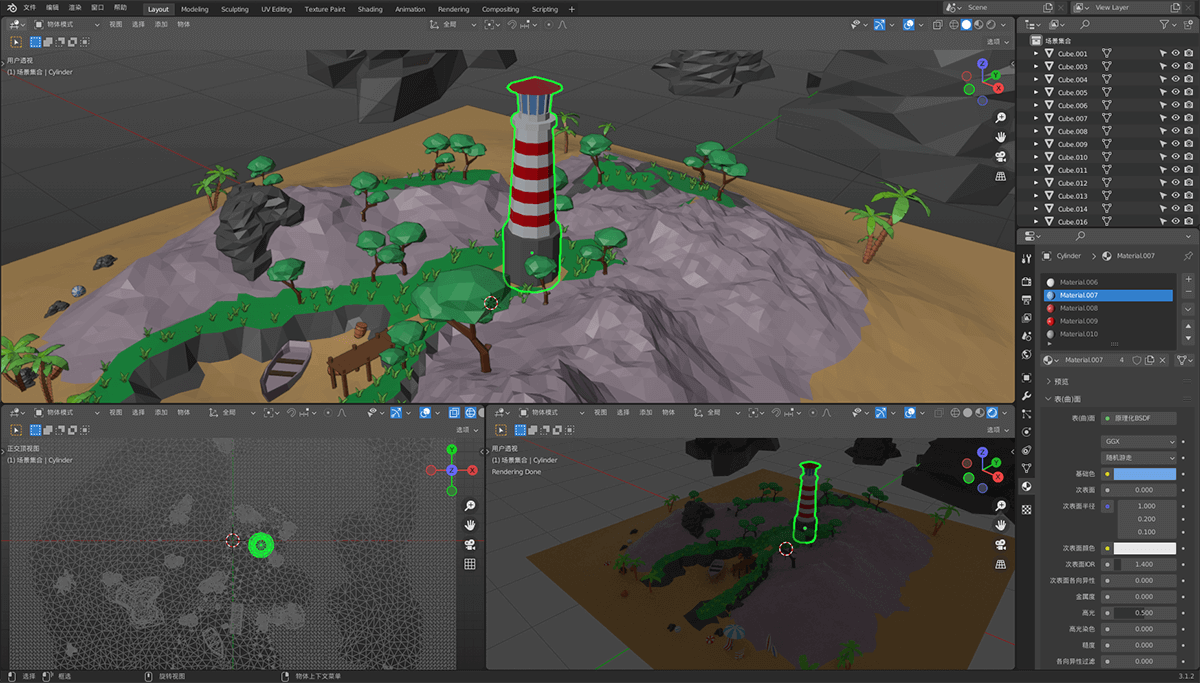 文件 编辑 渲染 窗口 帮助 Layout Modeling Sculpting UV Editing Texture Paint Shading Animation Rendering Compositing Scripting + Scene View Layer
物体模式 视图 选择 添加 物体 全局
选项
用户透视
(1) 场景集合 | Cylinder
Z
Y
X
场景集合
Cube.001
Cube.003
Cube.004
Cube.005
Cube.006
Cube.007
Cube.008
Cube.009
Cube.010
Cube.011
Cube.012
Cube.013
Cube.014
Cube.016
Cylinder > Material.007
Material.006
Material.007
Material.008
Material.009
Material.010
Material.007 4
预览
表(曲)面
表(曲)面 原理化BSDF
GGX
随机游走
基础色
次表面 0.000
次表面半径 1.000
0.200
0.100
次表面颜色
次表面IOR 1.400
次表面各向异性 0.000
金属度 0.000
高光 0.500
高光染色 0.000
糙度 0.000
各向异性过滤 0.000
物体模式 视图 选择 添加 物体 全局
选项
正交顶视图
(1) 场景集合 | Cylinder
Y
Z
X
物体模式 视图 选择 添加 物体 全局
选项
用户透视
(1) 场景集合 | Cylinder
Rendering Done
Z
Y
X
选择 框选 旋转视图 物体上下文菜单 3.1.2